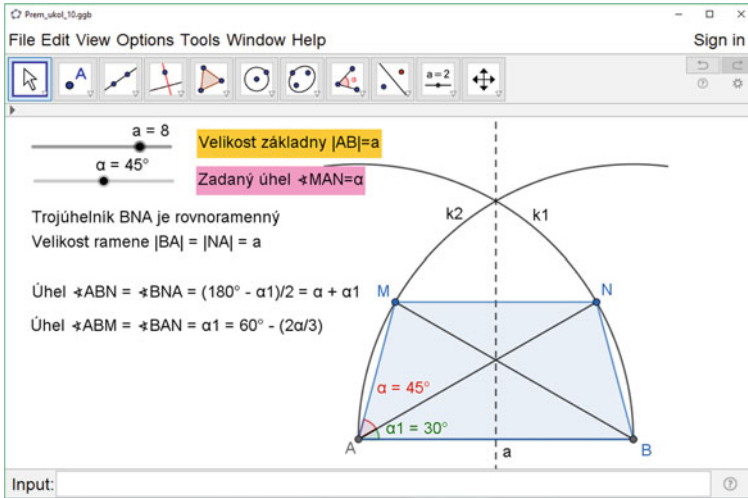 Prem_ukol_10.ggb
File Edit View Options Tools Window Help
Sign in
A
α
a=2
a = 8
Velikost základny |AB|=a
α = 45°
Zadaný úhel ∢MAN=α
Trojúhelník BNA je rovnoramenný
Velikost ramene |BA| = |NA| = a
k2
k1
Úhel ∢ABN = ∢BNA = (180° - α1)/2 = α + α1
M
N
Úhel ∢ABM = ∢BAN = α1 = 60° - (2α/3)
α = 45°
α1 = 30°
A
a
B
Input: